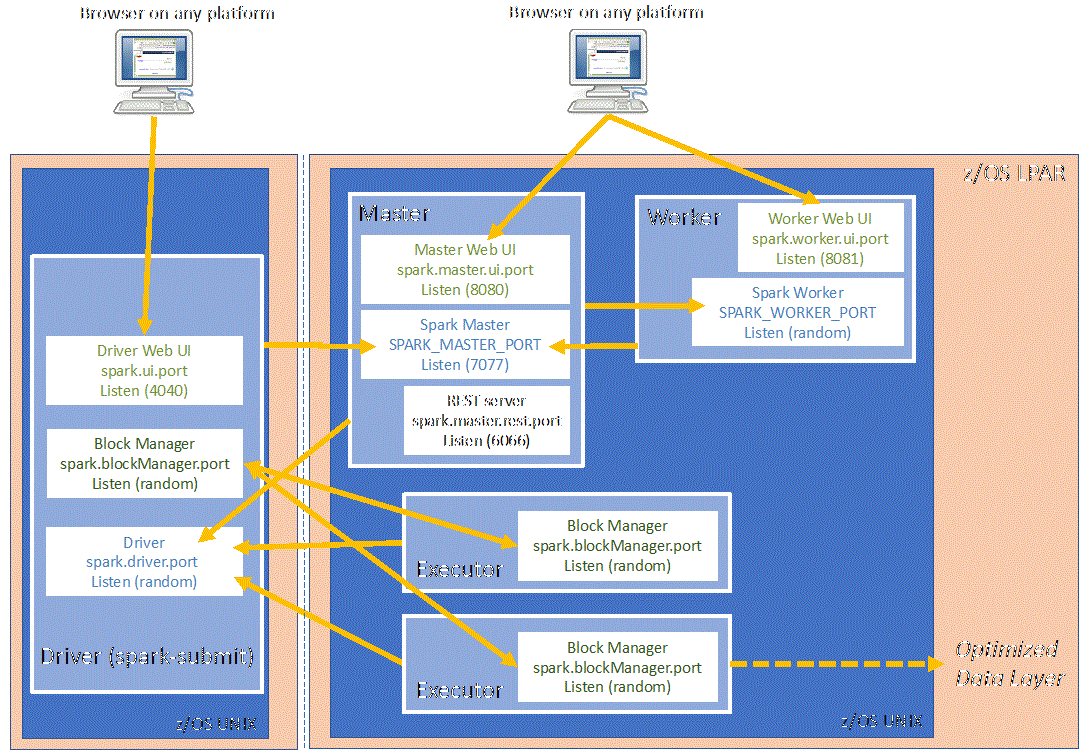 Browser on any platform
Browser on any platform
z/OS LPAR
Master
Master Web UI
spark.master.ui.port
Listen (8080)
Spark Master
SPARK_MASTER_PORT
Listen (7077)
REST server
spark.master.rest.port
Listen (6066)
Worker
Worker Web UI
spark.worker.ui.port
Listen (8081)
Spark Worker
SPARK_WORKER_PORT
Listen (random)
Driver Web UI
spark.ui.port
Listen (4040)
Block Manager
spark.blockManager.port
Listen (random)
Driver
spark.driver.port
Listen (random)
Driver (spark-submit)
z/OS UNIX
Block Manager
spark.blockManager.port
Listen (random)
Executor
Block Manager
spark.blockManager.port
Listen (random)
Executor
Optimized
Data Layer
z/OS UNIX